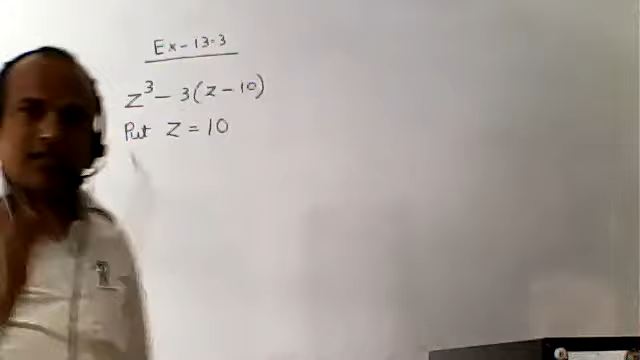 Ex-13.3
z³ - 3(z - 10)
Put z = 10